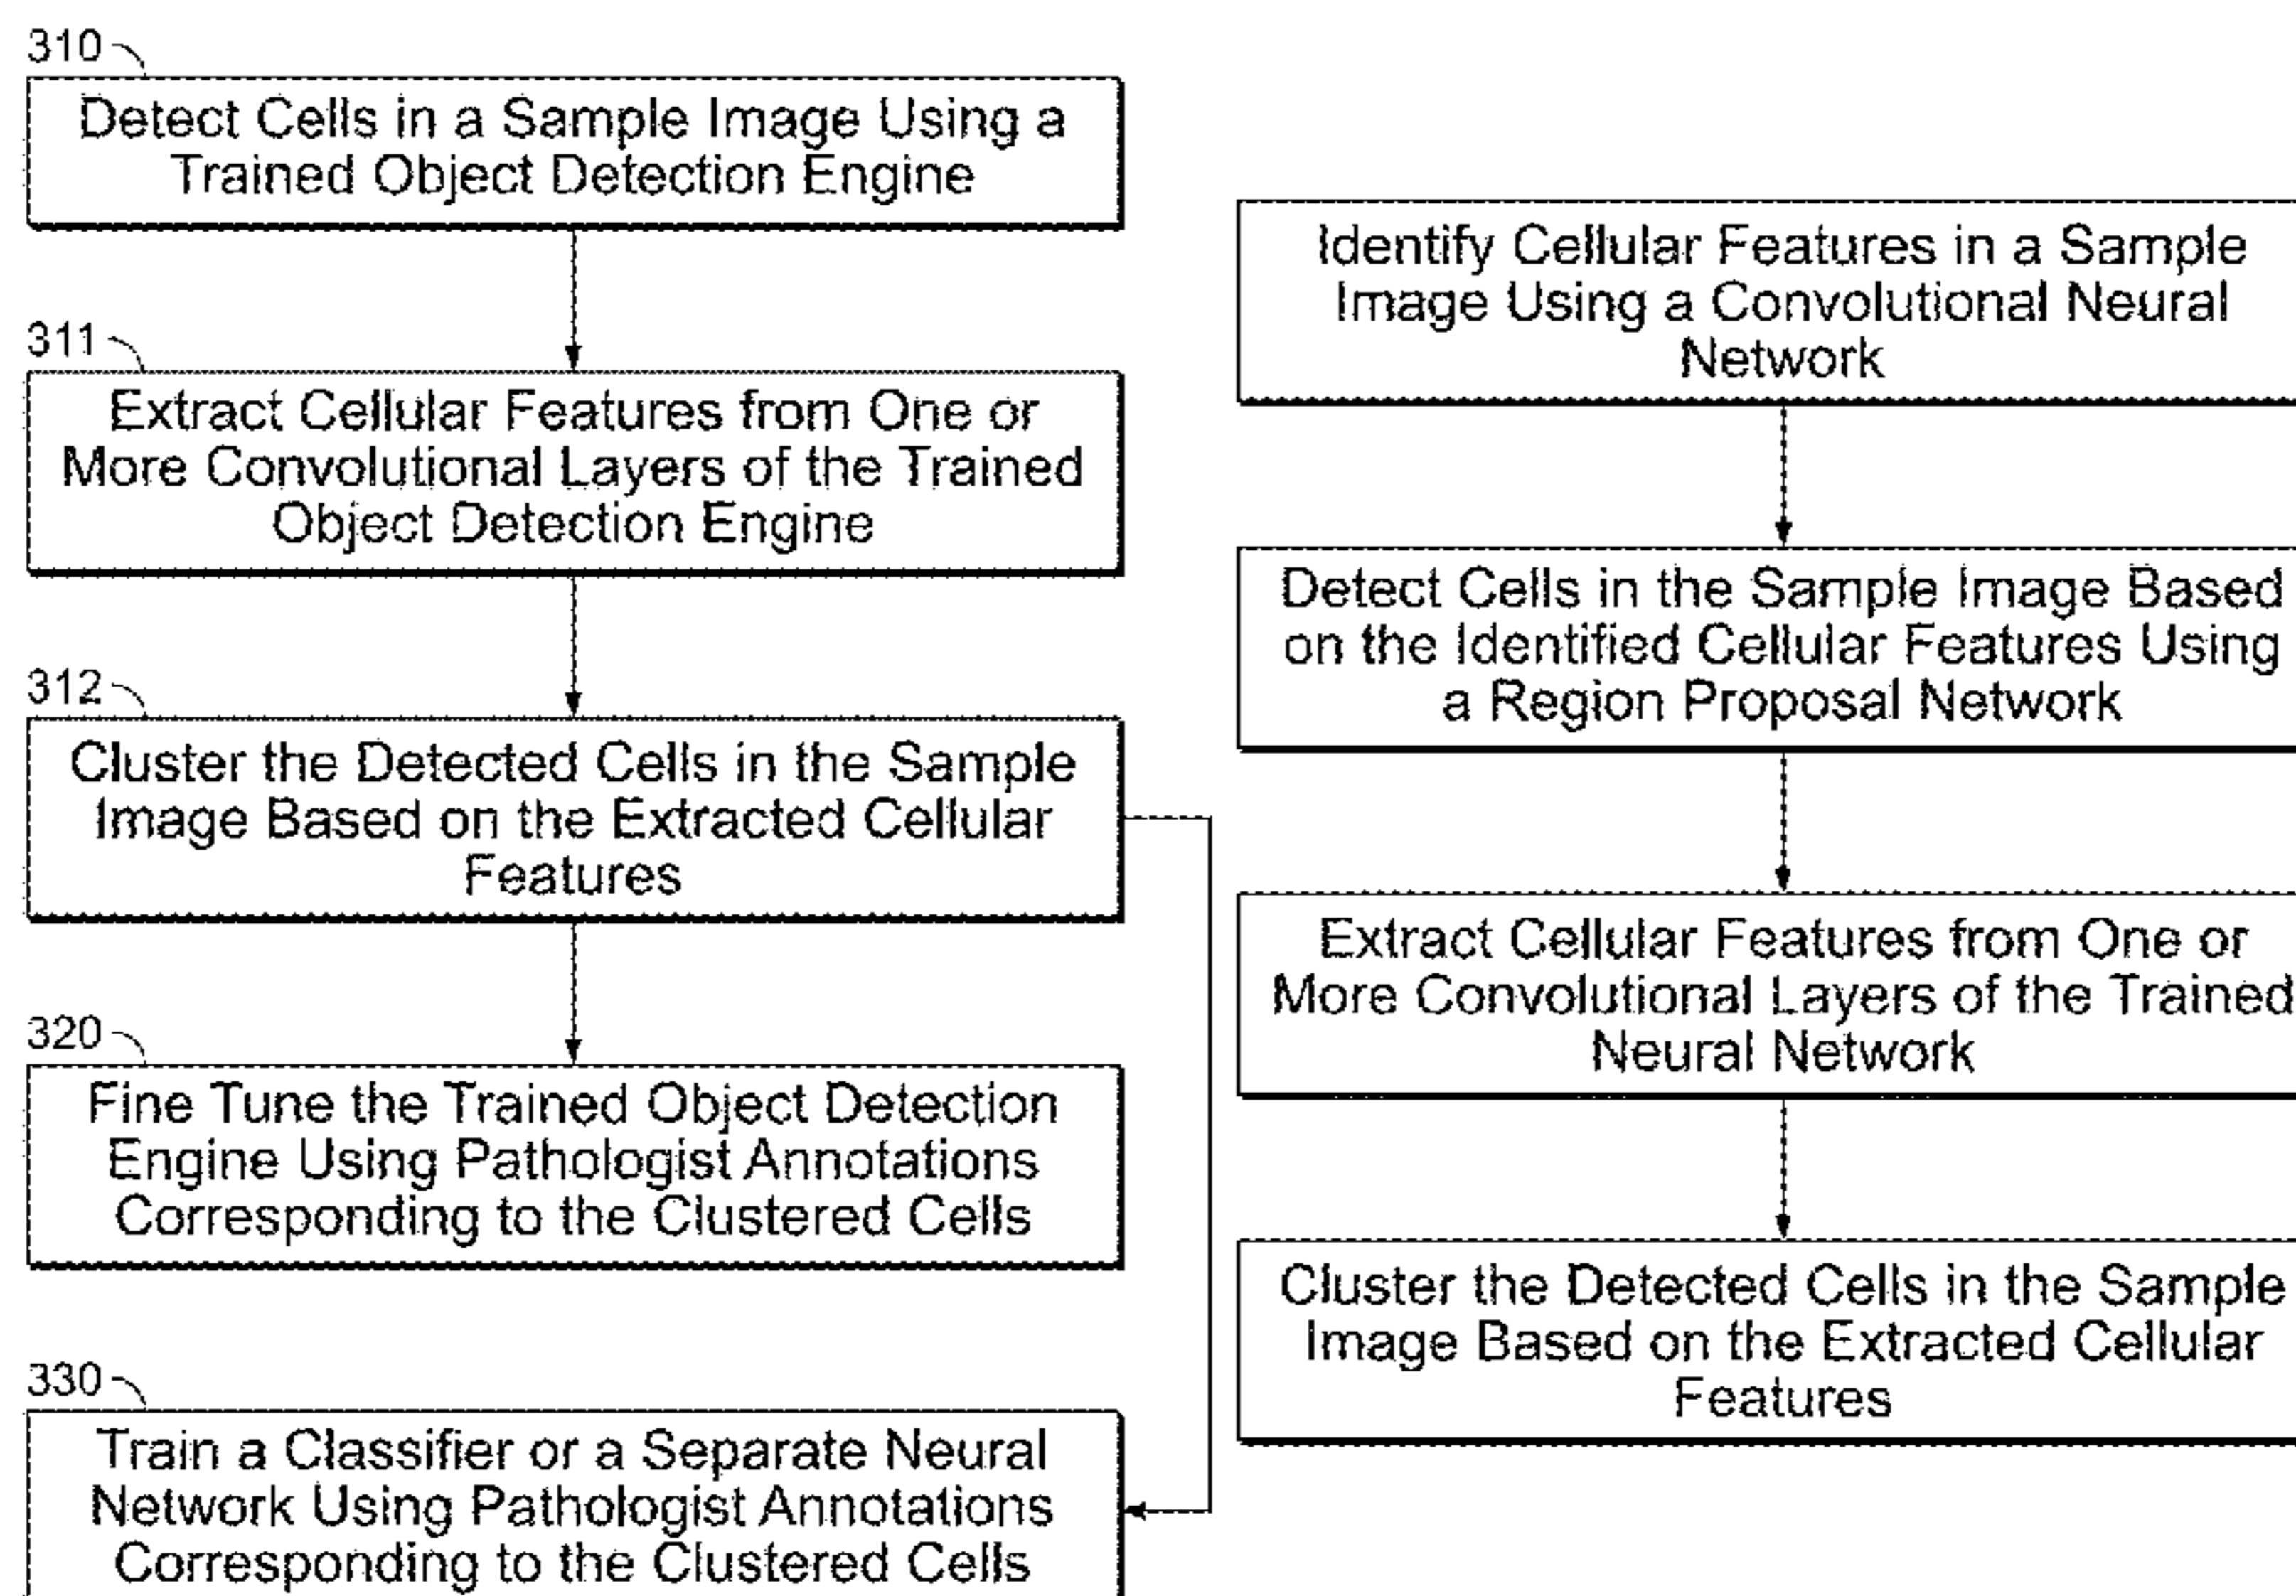 310
Detect Cells in a Sample Image Using a
Trained Object Detection Engine
311
Extract Cellular Features from One or
More Convolutional Layers of the Trained
Object Detection Engine
312
Cluster the Detected Cells in the Sample
Image Based on the Extracted Cellular
Features
320
Fine Tune the Trained Object Detection
Engine Using Pathologist Annotations
Corresponding to the Clustered Cells
330
Train a Classifier or a Separate Neural
Network Using Pathologist Annotations
Corresponding to the Clustered Cells
Identify Cellular Features in a Sample
Image Using a Convolutional Neural
Network
Detect Cells in the Sample Image Based
on the Identified Cellular Features Using
a Region Proposal Network
Extract Cellular Features from One or
More Convolutional Layers of the Trained
Neural Network
Cluster the Detected Cells in the Sample
Image Based on the Extracted Cellular
Features